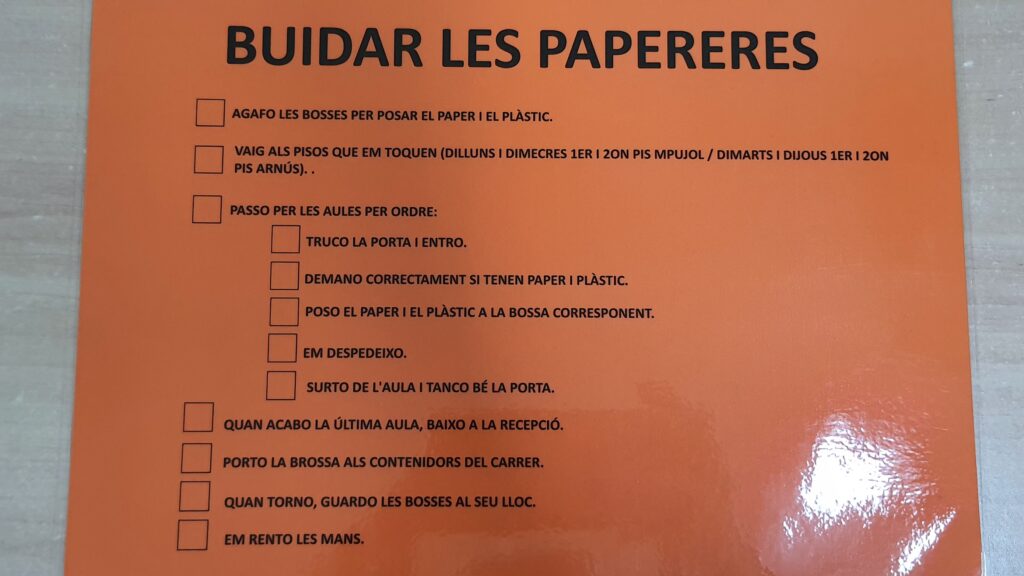 BUIDAR LES PAPERERES
AGAFO LES BOSSES PER POSAR EL PAPER I EL PLÀSTIC.
VAIG ALS PISOS QUE EM TOQUEN (DILLUNS I DIMECRES 1ER I 2ON PIS MPUJOL / DIMARTS I DIJOUS 1ER I 2ON
PIS ARNÚS). .
PASSO PER LES AULES PER ORDRE:
TRUCO LA PORTA I ENTRO.
DEMANO CORRECTAMENT SI TENEN PAPER I PLÀSTIC.
POSO EL PAPER I EL PLÀSTIC A LA BOSSA CORRESPONENT.
EM DESPEDEIXO.
SURTO DE L'AULA I TANCO BÉ LA PORTA.
QUAN ACABO LA ÚLTIMA AULA, BAIXO A LA RECEPCIÓ.
PORTO LA BROSSA ALS CONTENIDORS DEL CARRER.
QUAN TORNO, GUARDO LES BOSSES AL SEU LLOC.
EM RENTO LES MANS.